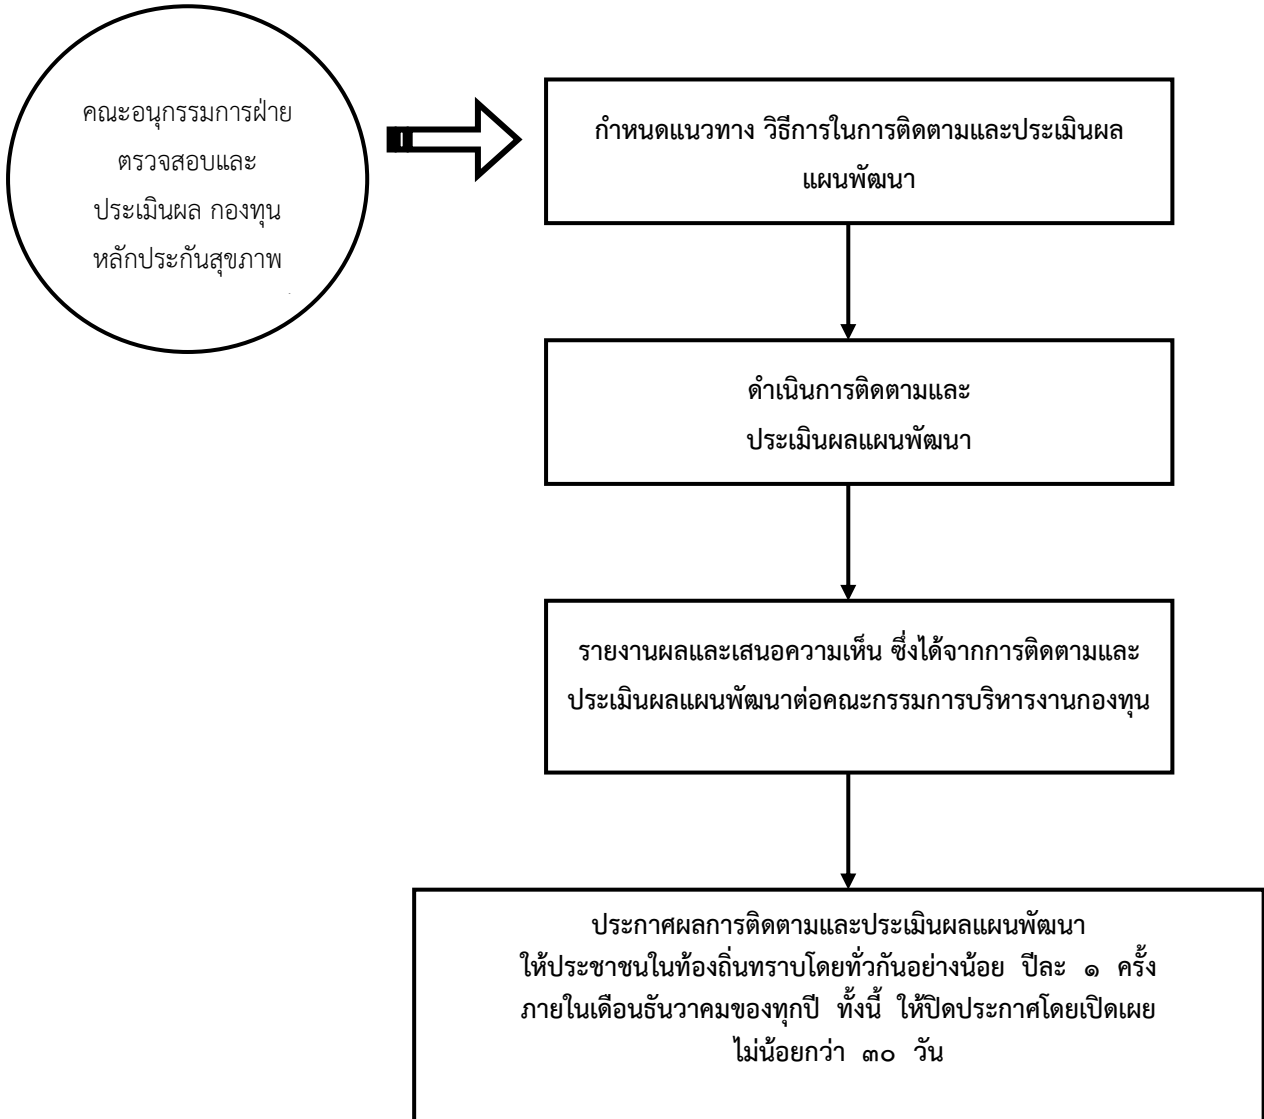 คณะอนุกรรมการฝ่าย
ตรวจสอบและ
ประเมินผล กองทุน
หลักประกันสุขภาพ
กำหนดแนวทาง วิธีการในการติดตามและประเมินผล
แผนพัฒนา
ดำเนินการติดตามและ
ประเมินผลแผนพัฒนา
รายงานผลและเสนอความเห็น ซึ่งได้จากการติดตามและ
ประเมินผลแผนพัฒนาต่อคณะกรรมการบริหารงานกองทุน
ประกาศผลการติดตามและประเมินผลแผนพัฒนา
ให้ประชาชนในท้องถิ่นทราบโดยทั่วกันอย่างน้อย ปีละ ๑ ครั้ง
ภายในเดือนธันวาคมของทุกปี ทั้งนี้ ให้ปิดประกาศโดยเปิดเผย
ไม่น้อยกว่า ๓๐ วัน